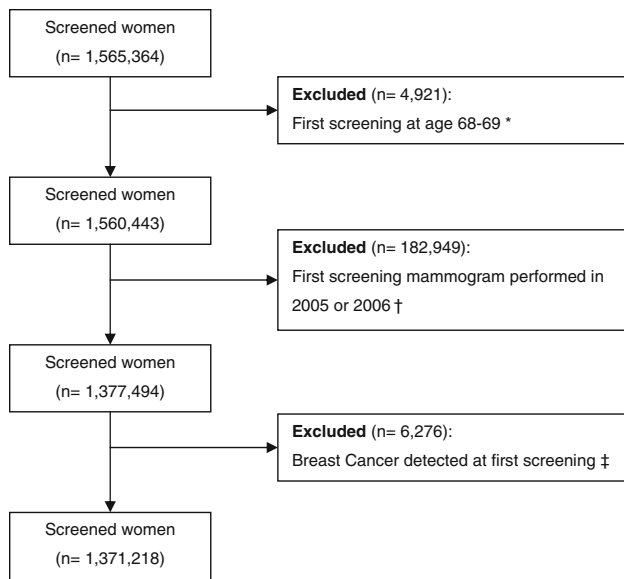 Screened women
(n= 1,565,364)
Excluded (n= 4,921):
First screening at age 68-69 *
Screened women
(n= 1,560,443)
Excluded (n= 182,949):
First screening mammogram performed in
2005 or 2006 †
Screened women
(n= 1,377,494)
Excluded (n= 6,276):
Breast Cancer detected at first screening ‡
Screened women
(n= 1,371,218)